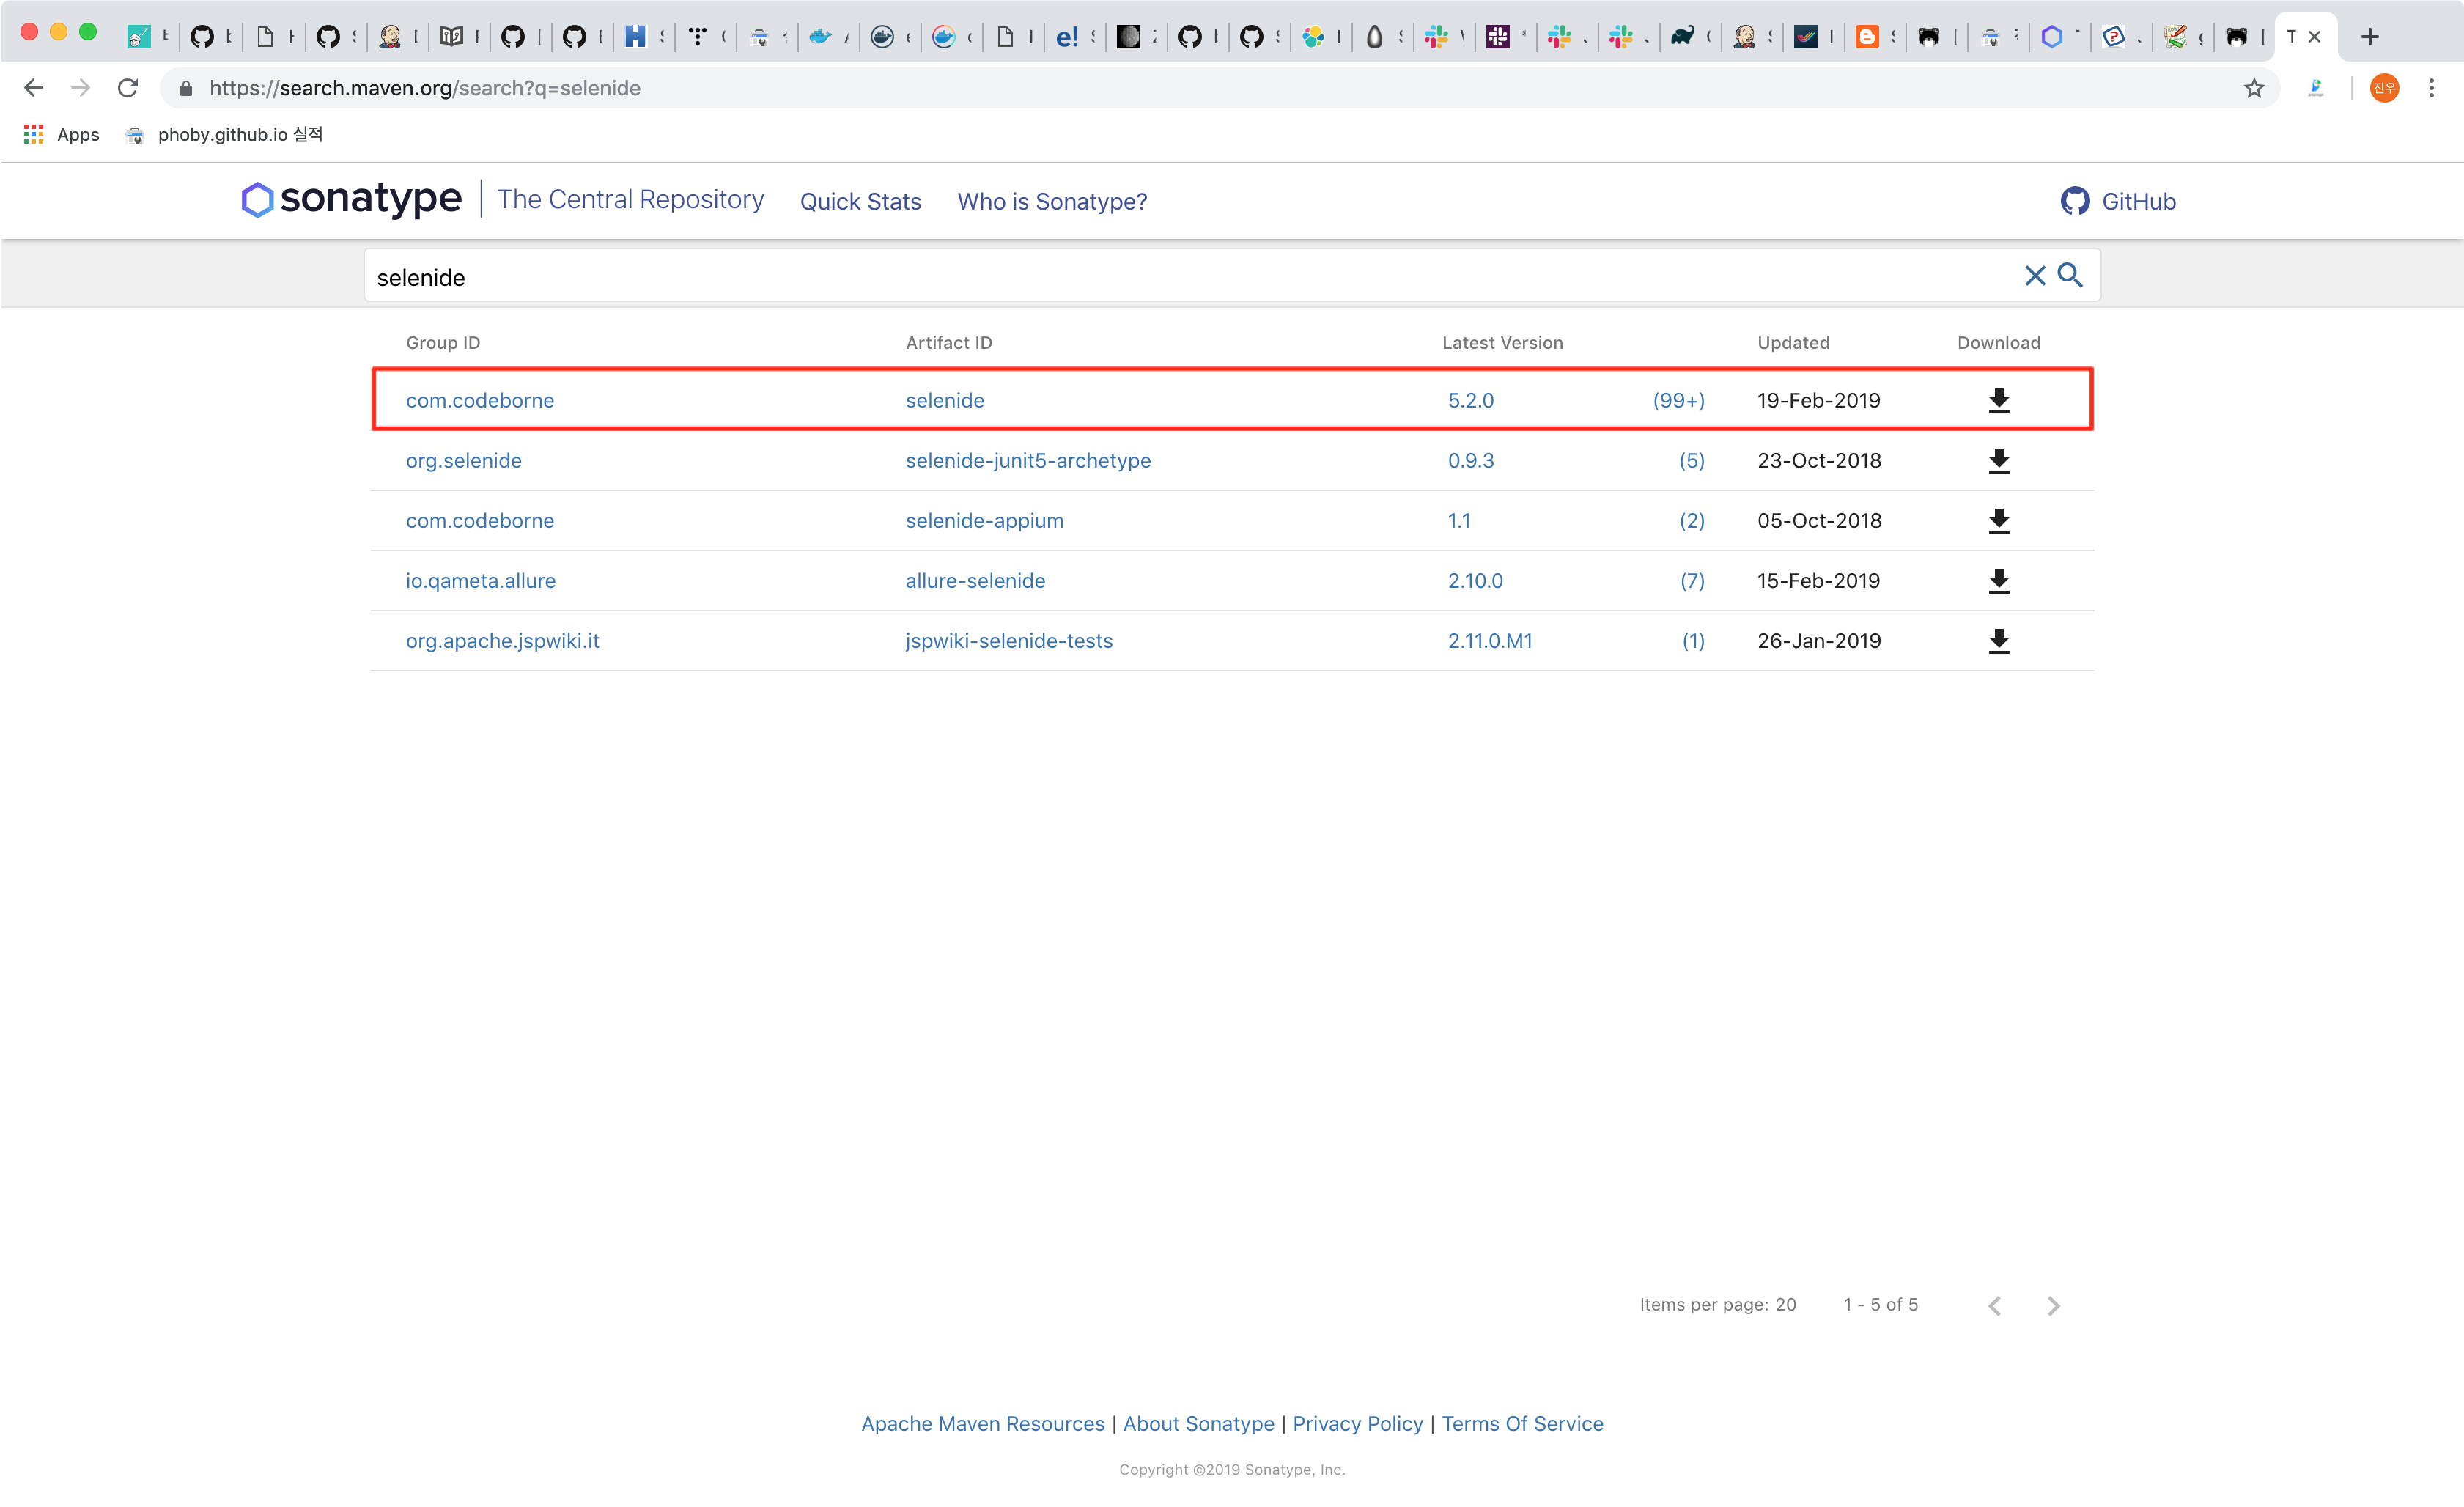 https://search.maven.org/search?q=selenide
진우
Apps phoby.github.io 실적
sonatype The Central Repository Quick Stats Who is Sonatype? GitHub
selenide
Group ID Artifact ID Latest Version Updated Download
com.codeborne selenide 5.2.0 (99+) 19-Feb-2019
org.selenide selenide-junit5-archetype 0.9.3 (5) 23-Oct-2018
com.codeborne selenide-appium 1.1 (2) 05-Oct-2018
io.qameta.allure allure-selenide 2.10.0 (7) 15-Feb-2019
org.apache.jspwiki.it jspwiki-selenide-tests 2.11.0.M1 (1) 26-Jan-2019
Items per page: 20 1 - 5 of 5
Apache Maven Resources | About Sonatype | Privacy Policy | Terms Of Service
Copyright ©2019 Sonatype, Inc.